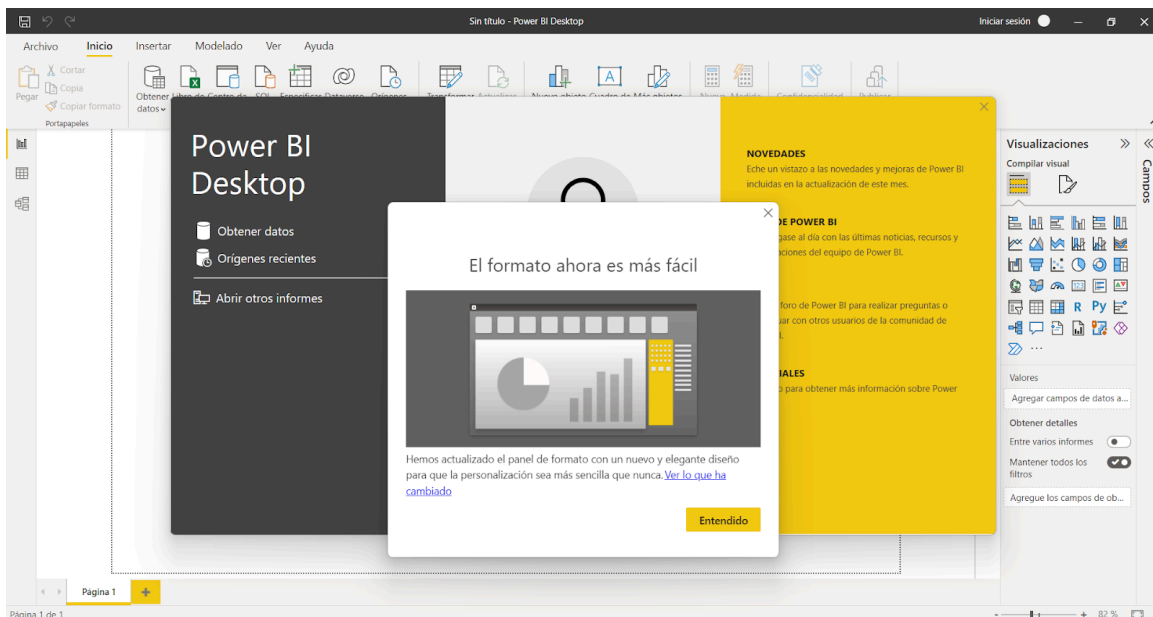 Sin título - Power BI Desktop
Iniciar sesión
Archivo Inicio Insertar Modelado Ver Ayuda
Pegar
Cortar
Copia
Copiar formato
Portapapeles
Obtener
datos
Power BI
Desktop
Obtener datos
Orígenes recientes
Abrir otros informes
El formato ahora es más fácil
Hemos actualizado el panel de formato con un nuevo y elegante diseño
para que la personalización sea más sencilla que nunca. Ver lo que ha
cambiado
Entendido
NOVEDADES
Eche un vistazo a las novedades y mejoras de Power BI
incluidas en la actualización de este mes.
DE POWER BI
al día con las últimas noticias, recursos y
del equipo de Power BI.
foro de Power BI para realizar preguntas o
con otros usuarios de la comunidad de
para obtener más información sobre Power
Visualizaciones
Compilar visual
Campos
R Py
Valores
Agregar campos de datos a...
Obtener detalles
Entre varios informes
Mantener todos los
filtros
Agregue los campos de ob...
Página 1
Página 1 de 1
82 %